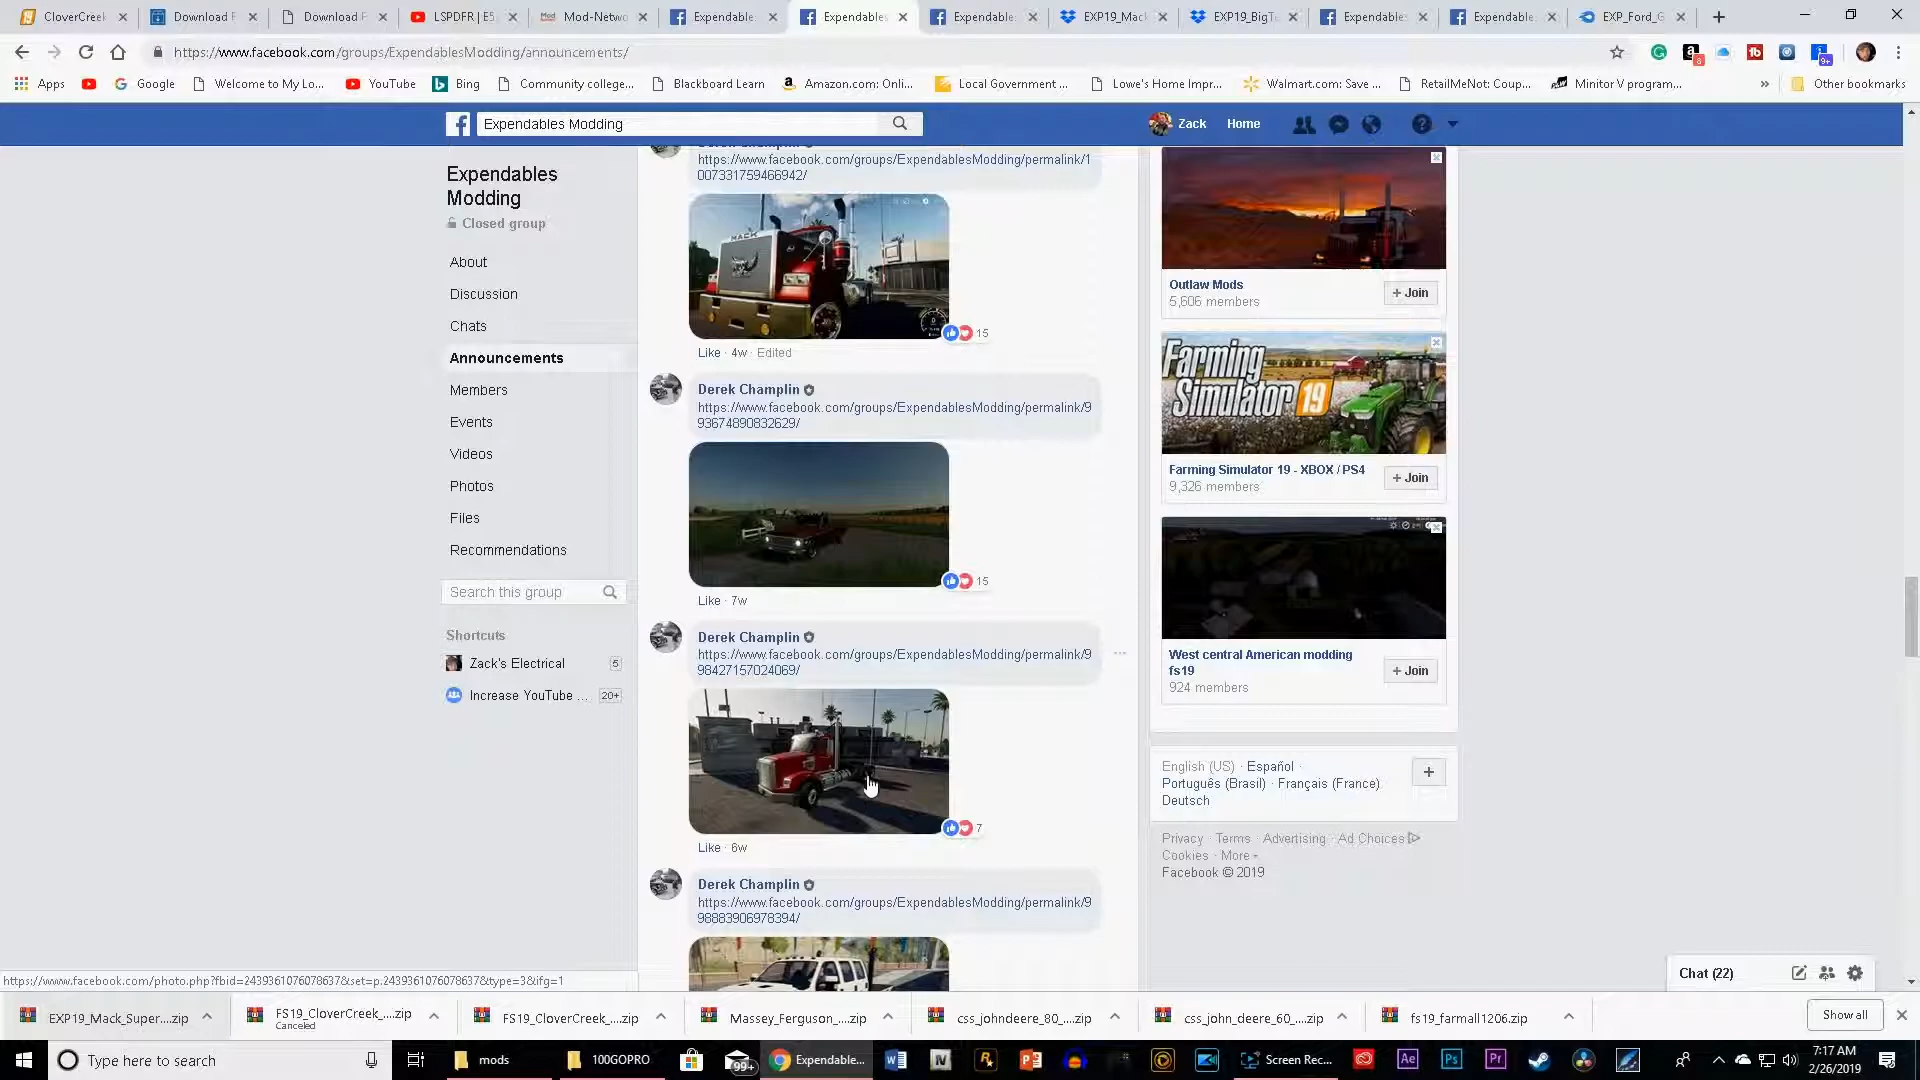 CloverCreek
Download F
Download F
LSPDFR | E5
Mod-Netwo
Expendable
Expendables
Expendable
EXP19_Mack
EXP19_BigT
Expendable
Expendable
EXP_Ford_G
https://www.facebook.com/groups/ExpendablesModding/announcements/
Apps
Google
Welcome to My Lo...
YouTube
Bing
Community college...
Blackboard Learn
Amazon.com: Onli...
Local Government ...
Lowe's Home Impr...
Walmart.com: Save ...
RetailMeNot: Coup...
Minitor V program...
»
Other bookmarks
Expendables Modding
Zack
Home
Expendables
Modding
Closed group
About
Discussion
Chats
Announcements
Members
Events
Videos
Photos
Files
Recommendations
Search this group
Shortcuts
Zack's Electrical 5
Increase YouTube ... 20+
Derek Champlin
https://www.facebook.com/groups/ExpendablesModding/permalink/1
007331759466942/
MACK
15
Like · 4w · Edited
Derek Champlin
https://www.facebook.com/groups/ExpendablesModding/permalink/9
93674890832629/
15
Like · 7w
Derek Champlin
https://www.facebook.com/groups/ExpendablesModding/permalink/9
98427157024069/
7
Like · 6w
Derek Champlin
https://www.facebook.com/groups/ExpendablesModding/permalink/9
98883906978394/
Outlaw Mods
5,606 members
+ Join
Farming
Simulator 19
Farming Simulator 19 - XBOX / PS4
9,326 members
+ Join
West central American modding
fs19
924 members
+ Join
English (US) · Español ·
Português (Brasil) · Français (France) ·
Deutsch
Privacy · Terms · Advertising · Ad Choices
Cookies · More
Facebook © 2019
Chat (22)
https://www.facebook.com/photo.php?fbid=2439361076078637&set=p.2439361076078637&type=3&ifg=1
EXP19_Mack_Super....zip
FS19_CloverCreek_....zip
Canceled
FS19_CloverCreek_....zip
Massey_Ferguson_....zip
css_johndeere_80_....zip
css_john_deere_60_....zip
fs19_farmall1206.zip
Show all
Type here to search
mods
100GOPRO
99+
Expendable...
Screen Rec...
Ae
Ps
Pr
7:17 AM
2/26/2019